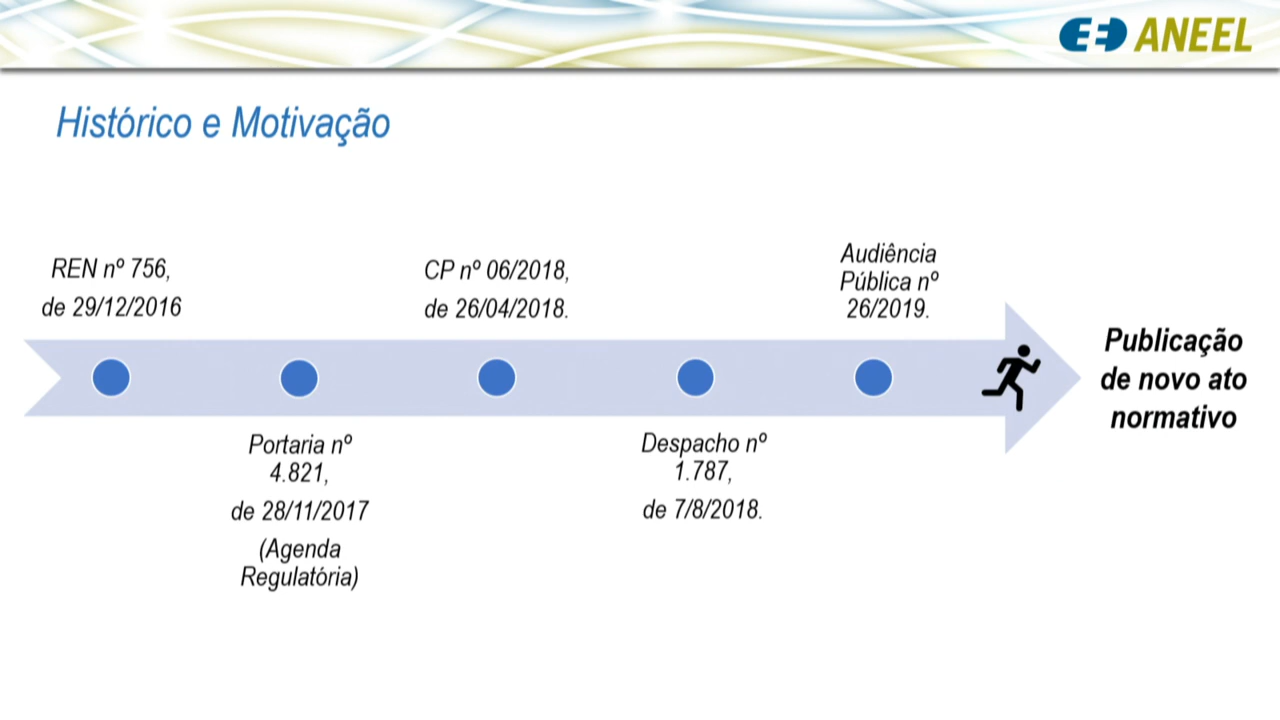 ANEEL
Histórico e Motivação
REN nº 756,
de 29/12/2016
Portaria nº
4.821,
de 28/11/2017
(Agenda
Regulatória)
CP nº 06/2018,
de 26/04/2018.
Despacho nº
1.787,
de 7/8/2018.
Audiência
Pública nº
26/2019.
Publicação
de novo ato
normativo